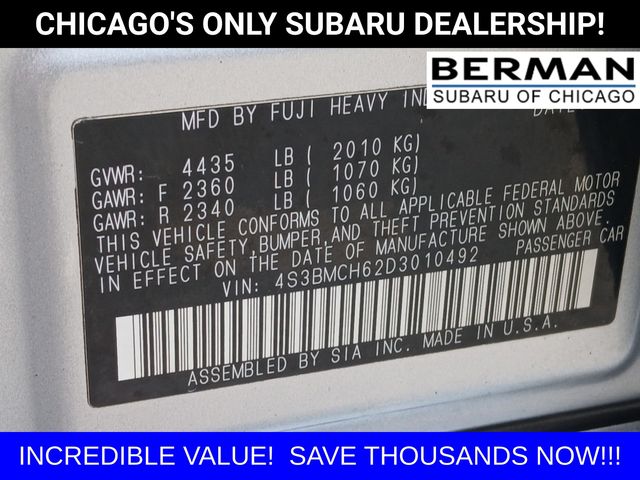 CHICAGO'S ONLY SUBARU DEALERSHIP!
BERMAN
SUBARU OF CHICAGO
MFD BY FUJI HEAVY
GVWR: 4435 LB ( 2010 KG)
GAWR: F 2360 LB ( 1070 KG)
GAWR: R 2340 LB ( 1060 KG)
THIS VEHICLE CONFORMS TO ALL APPLICABLE FEDERAL MOTOR
VEHICLE SAFETY,BUMPER,AND THEFT PREVENTION STANDARDS
IN EFFECT ON THE DATE OF MANUFACTURE SHOWN ABOVE.
VIN: 4S3BMCH62D3010492 PASSENGER CAR
ASSEMBLED BY SIA INC. MADE IN U.S.A.
INCREDIBLE VALUE! SAVE THOUSANDS NOW!!!